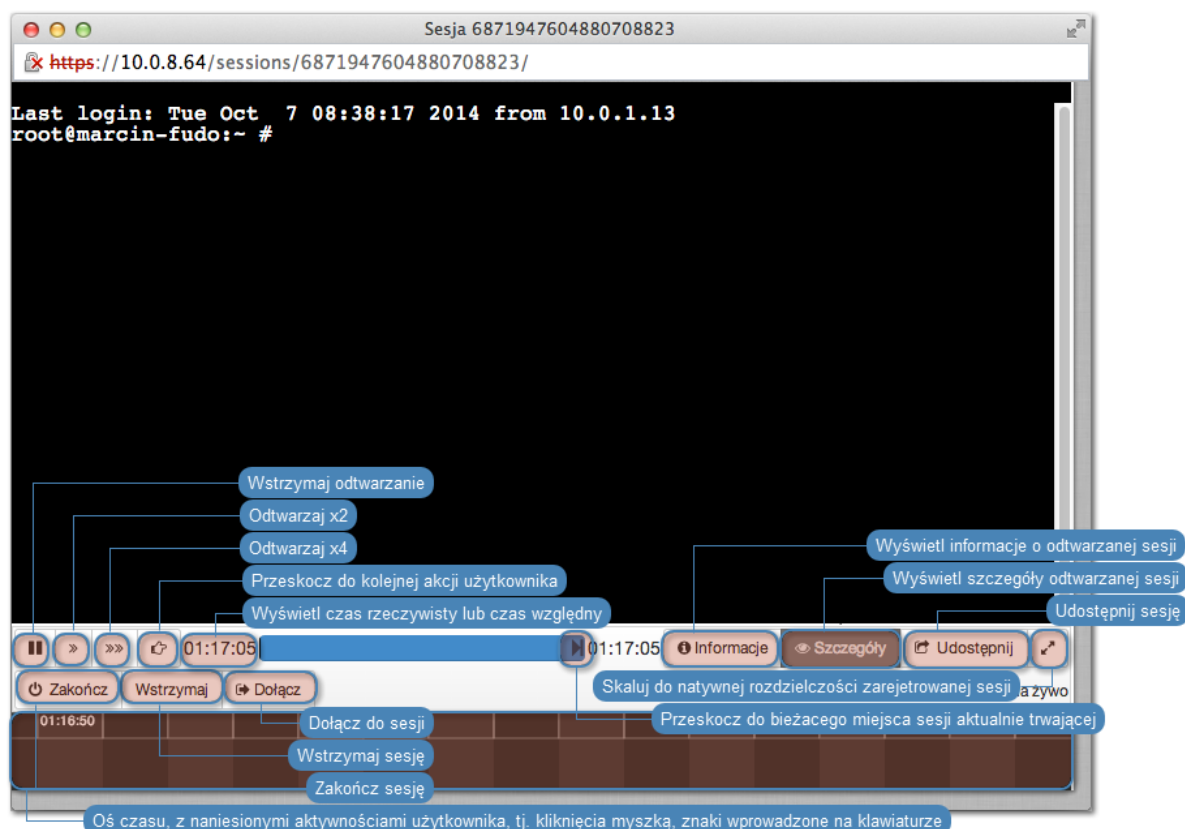 Sesja 6871947604880708823
https://10.0.8.64/sessions/6871947604880708823/
Last login: Tue Oct  7 08:38:17 2014 from 10.0.1.13
root@marcin-fudo:~ #
Wstrzymaj odtwarzanie
Odtwarzaj x2
Odtwarzaj x4
Wyświetl informacje o odtwarzanej sesji
Przeskocz do kolejnej akcji użytkownika
Wyświetl szczegóły odtwarzanej sesji
Wyświetl czas rzeczywisty lub czas względny
Udostępnij sesję
» »» 01:17:05 01:17:05 Informacje Szczegóły Udostępnij
Zakończ Wstrzymaj Dołącz Skaluj do natywnej rozdzielczości zarejetrowanej sesji a żywo
01:16:50 Dołącz do sesji Przeskocz do bieżacego miejsca sesji aktualnie trwającej
Wstrzymaj sesję
Zakończ sesję
Oś czasu, z naniesionymi aktywnościami użytkownika, tj. kliknięcia myszką, znaki wprowadzone na klawiaturze